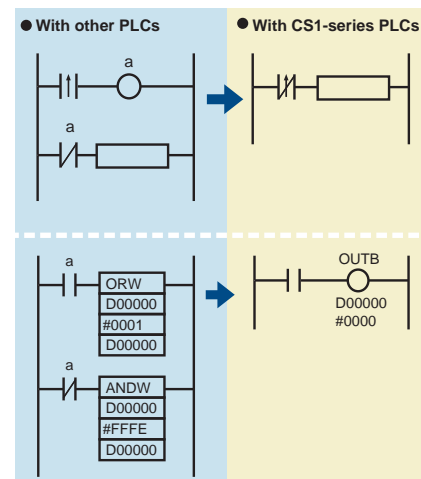 ● With other PLCs
● With CS1-series PLCs
a
a
a
ORW
D00000
#0001
D00000
a
ANDW
D00000
#FFFE
D00000
OUTB
D00000
#0000